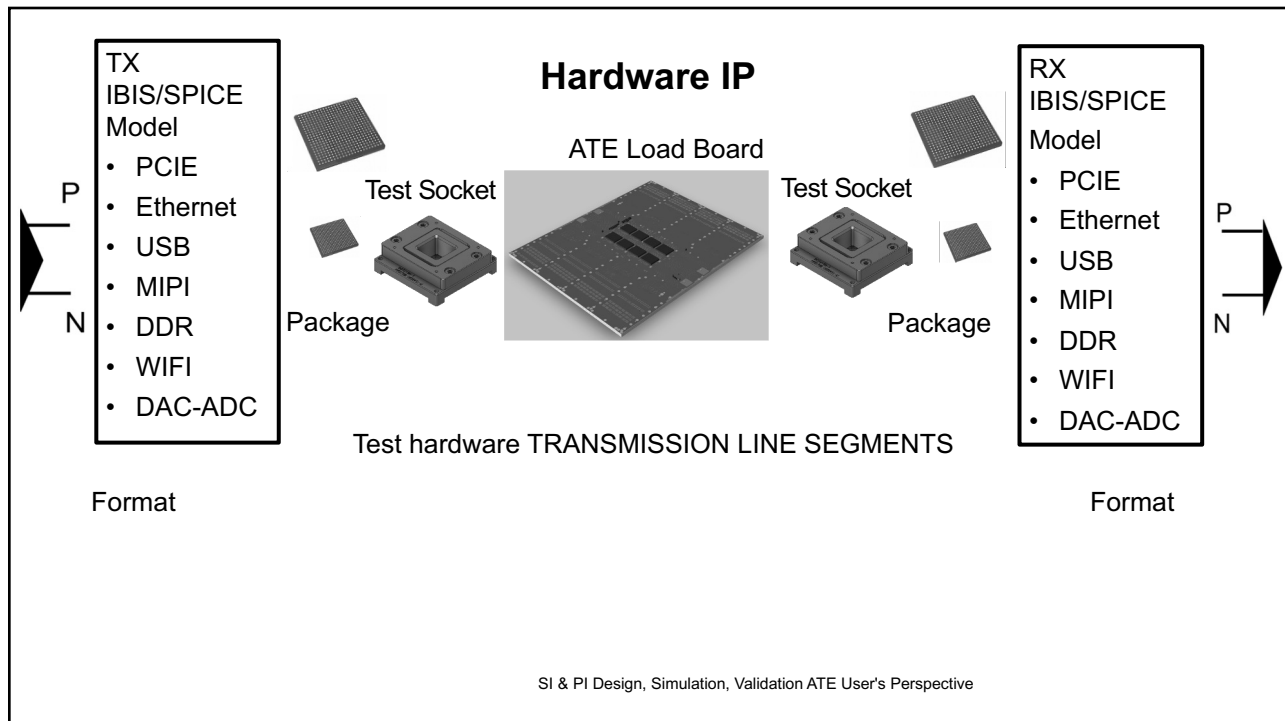 Hardware IP
TX
IBIS/SPICE
Model
• PCIE
• Ethernet
• USB
• MIPI
• DDR
• WIFI
• DAC-ADC
P
N
Format
Package
Test Socket
ATE Load Board
Test Socket
Package
RX
IBIS/SPICE
Model
• PCIE
• Ethernet
• USB
• MIPI
• DDR
• WIFI
• DAC-ADC
P
N
Format
Test hardware TRANSMISSION LINE SEGMENTS
SI & PI Design, Simulation, Validation ATE User's Perspective